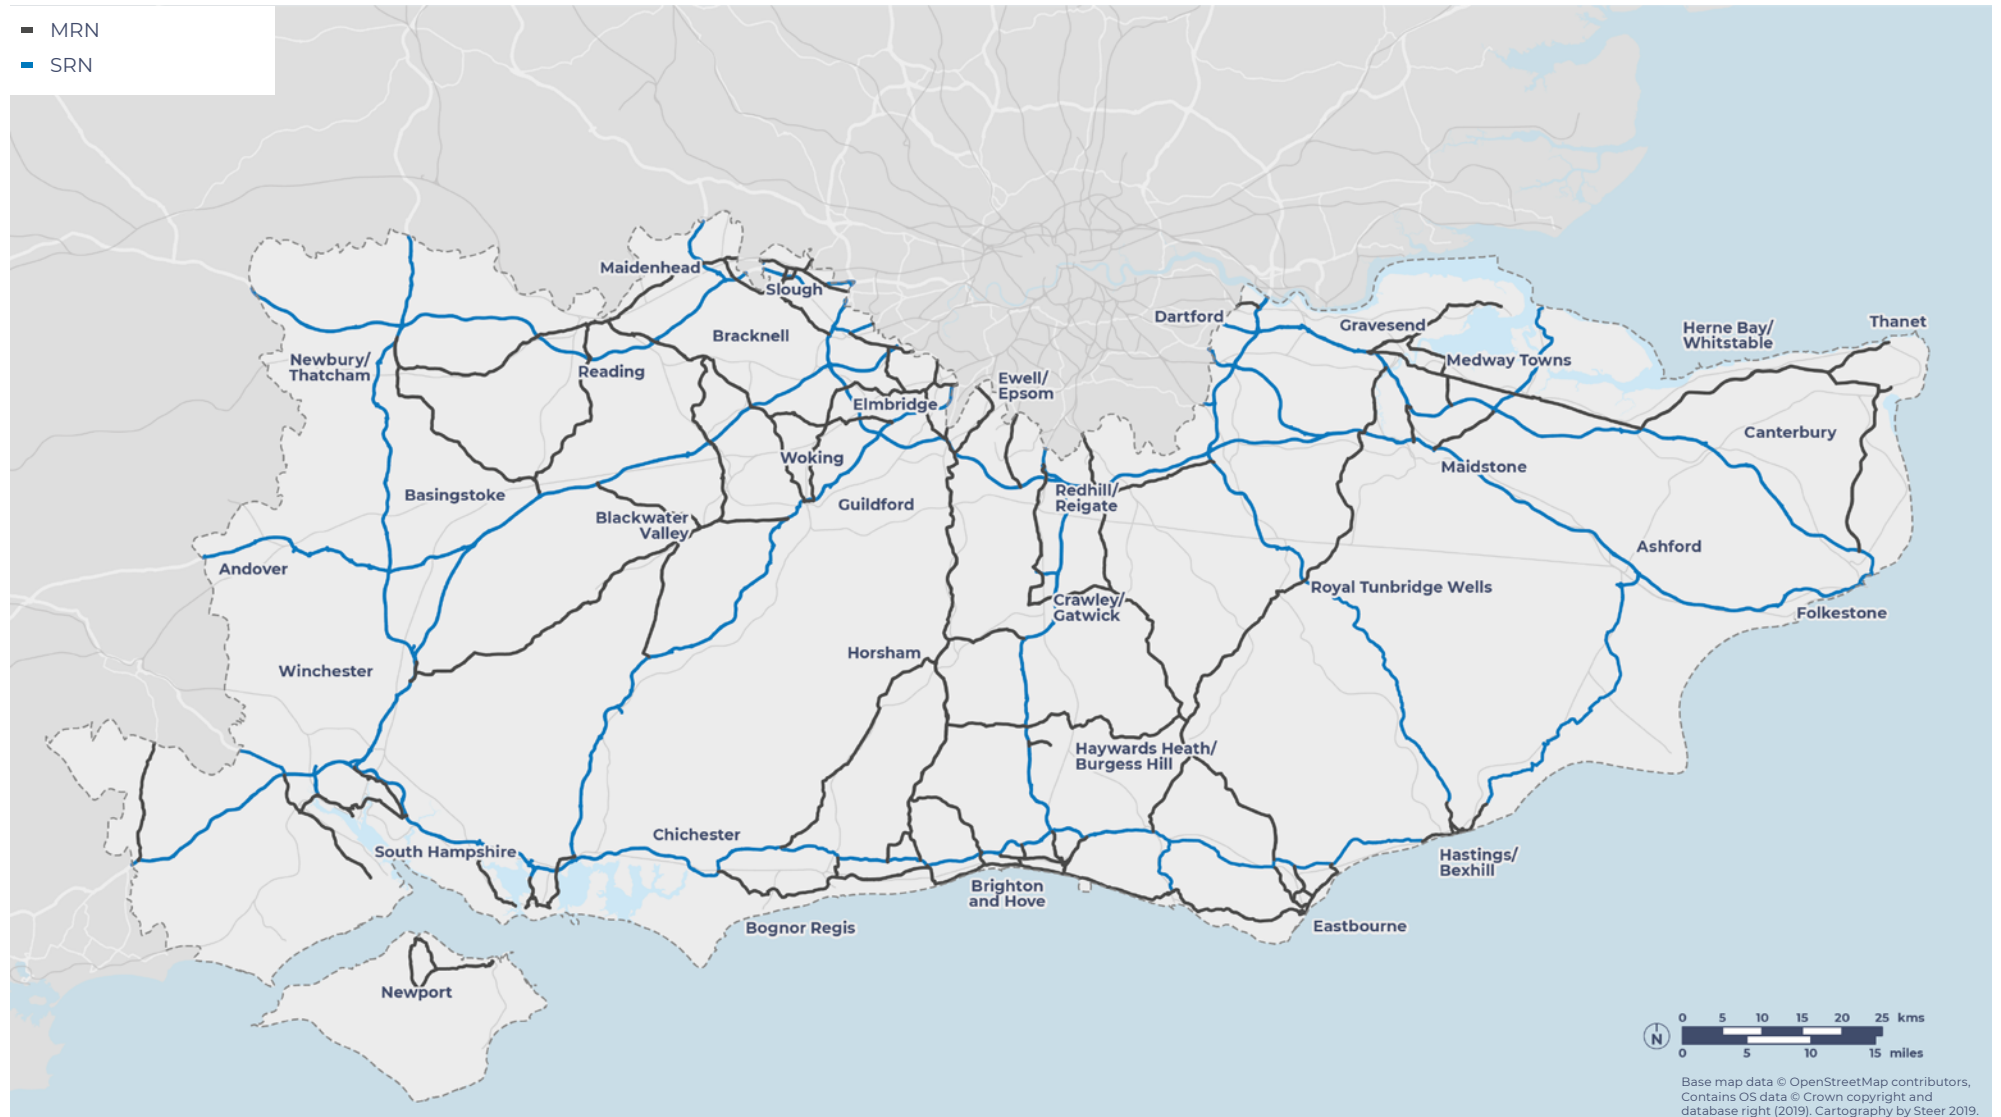 MRN
SRN
Maidenhead
Slough
Dartford
Gravesend
Thanet
Herne Bay/
Whitstable
Bracknell
Newbury/
Thatcham
Reading
Medway Towns
Ewell/
Epsom
Elmbridge
Canterbury
Woking
Maidstone
Basingstoke
Guildford
Redhill/
Reigate
Blackwater
Valley
Ashford
Andover
Royal Tunbridge Wells
Crawley/
Gatwick
Folkestone
Horsham
Winchester
Haywards Heath/
Burgess Hill
Chichester
South Hampshire
Hastings/
Bexhill
Brighton
and Hove
Bognor Regis
Eastbourne
Newport
0 5 10 15 20 25 kms
N
0 5 10 15 miles
Base map data © OpenStreetMap contributors,
Contains OS data © Crown copyright and
database right (2019). Cartography by Steer 2019.